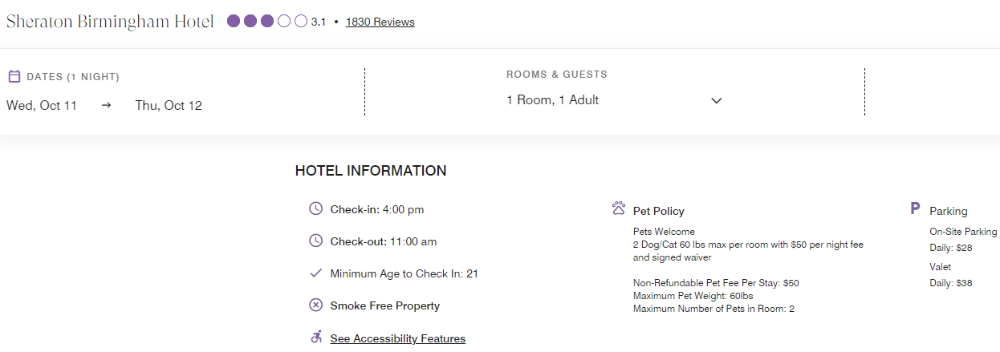 Sheraton Birmingham Hotel 3.1 • 1830 Reviews
DATES (1 NIGHT)
Wed, Oct 11 → Thu, Oct 12
ROOMS & GUESTS
1 Room, 1 Adult
HOTEL INFORMATION
Check-in: 4:00 pm
Check-out: 11:00 am
Minimum Age to Check In: 21
Smoke Free Property
See Accessibility Features
Pet Policy
Pets Welcome
2 Dog/Cat 60 lbs max per room with $50 per night fee
and signed waiver
Non-Refundable Pet Fee Per Stay: $50
Maximum Pet Weight: 60lbs
Maximum Number of Pets in Room: 2
P Parking
On-Site Parking
Daily: $28
Valet
Daily: $38